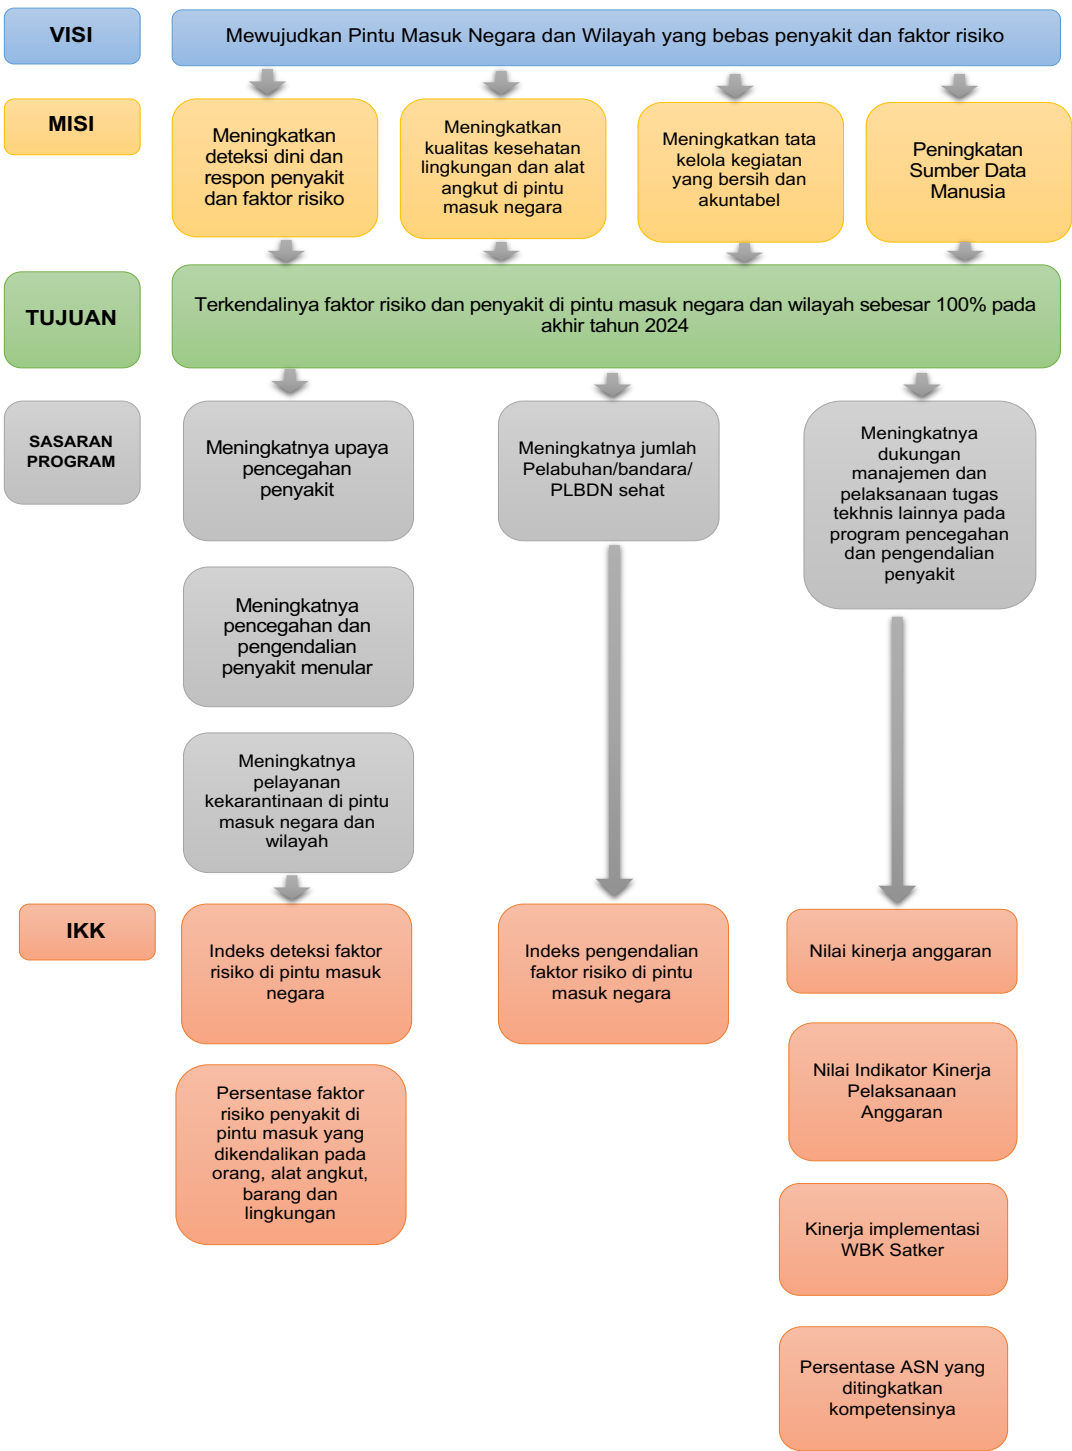 VISI
Mewujudkan Pintu Masuk Negara dan Wilayah yang bebas penyakit dan faktor risiko
MISI
Meningkatkan
deteksi dini dan
respon penyakit
dan faktor risiko
Meningkatkan
kualitas kesehatan
lingkungan dan alat
angkut di pintu
masuk negara
Meningkatkan tata
kelola kegiatan
yang bersih dan
akuntabel
Peningkatan
Sumber Data
Manusia
TUJUAN
Terkendalinya faktor risiko dan penyakit di pintu masuk negara dan wilayah sebesar 100% pada
akhir tahun 2024
SASARAN
PROGRAM
Meningkatnya upaya
pencegahan
penyakit
Meningkatnya jumlah
Pelabuhan/bandara/
PLBDN sehat
Meningkatnya
dukungan
manajemen dan
pelaksanaan tugas
tekhnis lainnya pada
program pencegahan
dan pengendalian
penyakit
Meningkatnya
pencegahan dan
pengendalian
penyakit menular
Meningkatnya
pelayanan
kekarantinaan di pintu
masuk negara dan
wilayah
IKK
Indeks deteksi faktor
risiko di pintu masuk
negara
Indeks pengendalian
faktor risiko di pintu
masuk negara
Nilai kinerja anggaran
Persentase faktor
risiko penyakit di
pintu masuk yang
dikendalikan pada
orang, alat angkut,
barang dan
lingkungan
Nilai Indikator Kinerja
Pelaksanaan
Anggaran
Kinerja implementasi
WBK Satker
Persentase ASN yang
ditingkatkan
kompetensinya